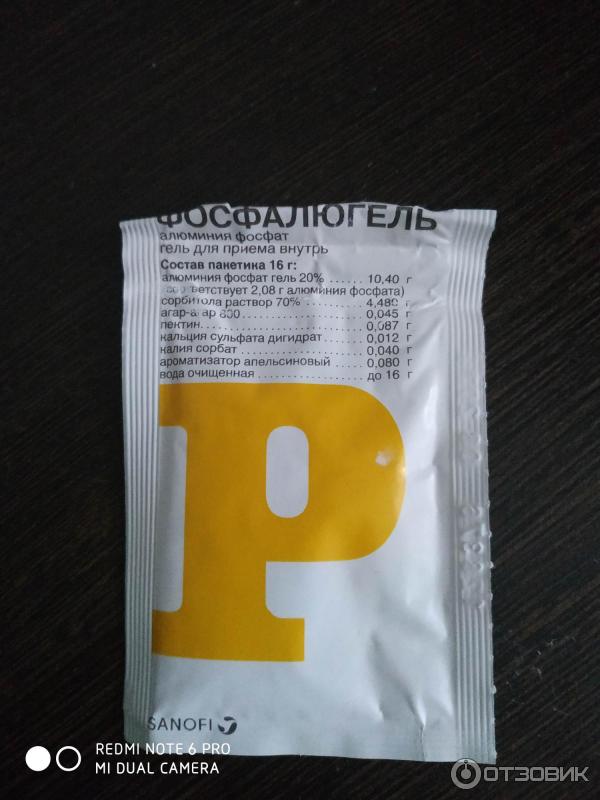 ФОСФАЛЮГЕЛЬ
алюминия фосфат
гель для приема внутрь
Состав пакетика 16 г:
алюминия фосфат гель 20% ...... 10,40 г
(соответствует 2,08 г алюминия фосфата)
сорбитола раствор 70% ............ 4,480 г
агар-агар 800 ........................ 0,045 г
пектин ................................. 0,087 г
кальция сульфата дигидрат ...... 0,012 г
калия сорбат ........................ 0,040 г
ароматизатор апельсиновый ..... 0,080 г
вода очищенная ..................... до 16 г
P
SANOFI
REDMI NOTE 6 PRO
MI DUAL CAMERA
ОТЗОВИК